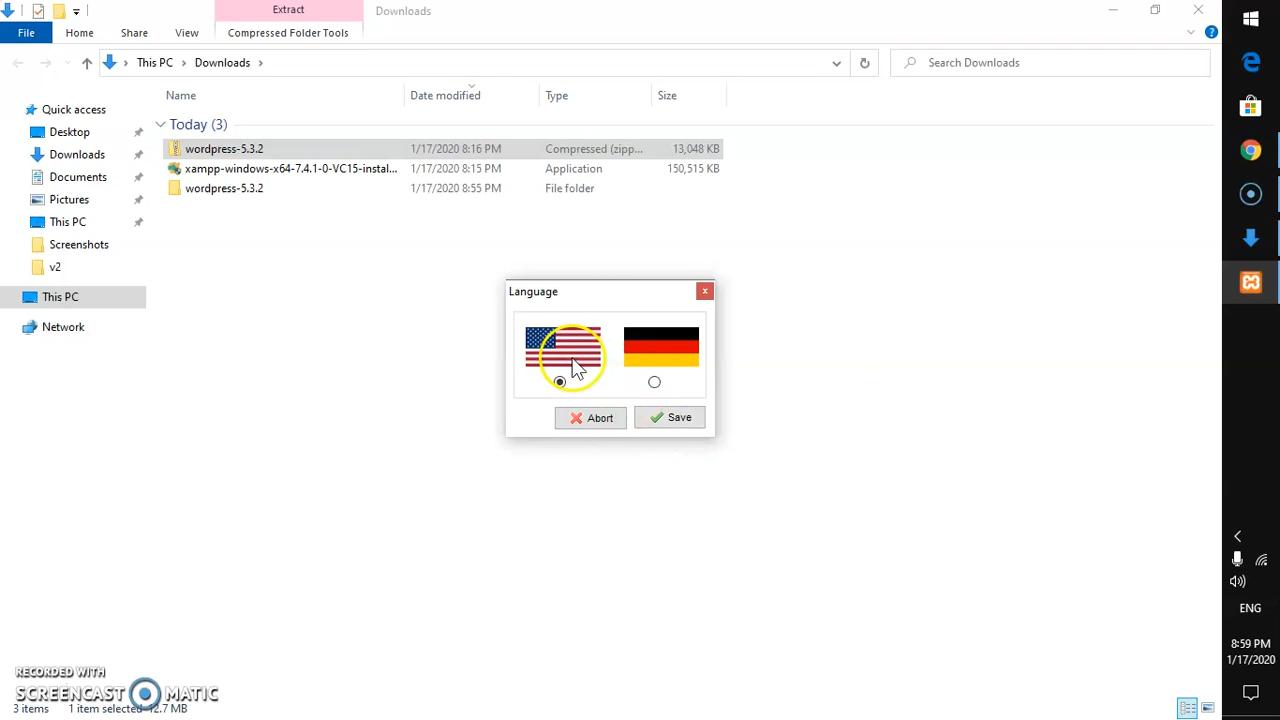 Extract
Downloads
File
Home
Share
View
Compressed Folder Tools
This PC
Downloads
Search Downloads
Name
Date modified
Type
Size
Quick access
Desktop
Downloads
Documents
Pictures
This PC
Screenshots
v2
This PC
Network
Today (3)
wordpress-5.3.2 1/17/2020 8:16 PM Compressed (zipp... 13,048 KB
xampp-windows-x64-7.4.1-0-VC15-instal... 1/17/2020 8:15 PM Application 150,515 KB
wordpress-5.3.2 1/17/2020 8:55 PM File folder
Language
Abort
Save
ENG
8:59 PM
1/17/2020
RECORDED WITH
SCREENCAST MATIC
3 items 1 item selected 12.7 MB